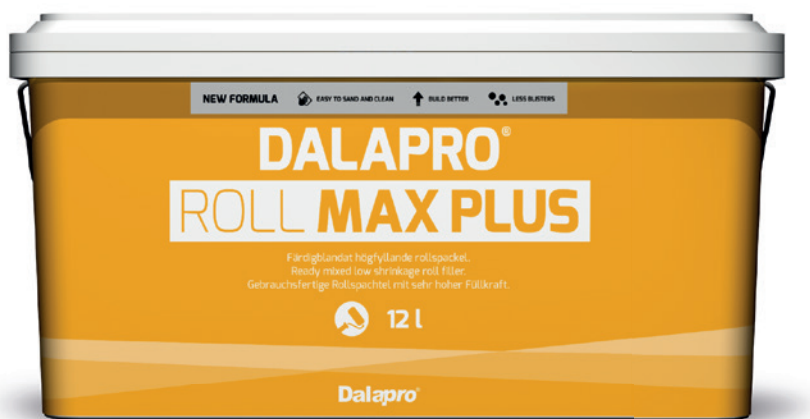 NEW FORMULA EASY TO SAND AND CLEAN BUILD BETTER LESS BLISTERS
DALAPRO®
ROLL MAX PLUS
Färdigblandat högfyllande rollspackel.
Ready mixed low shrinkage roll filler.
Gebrauchsfertige Rollspachtel mit sehr hoher Füllkraft.
12 l
Dalapro®